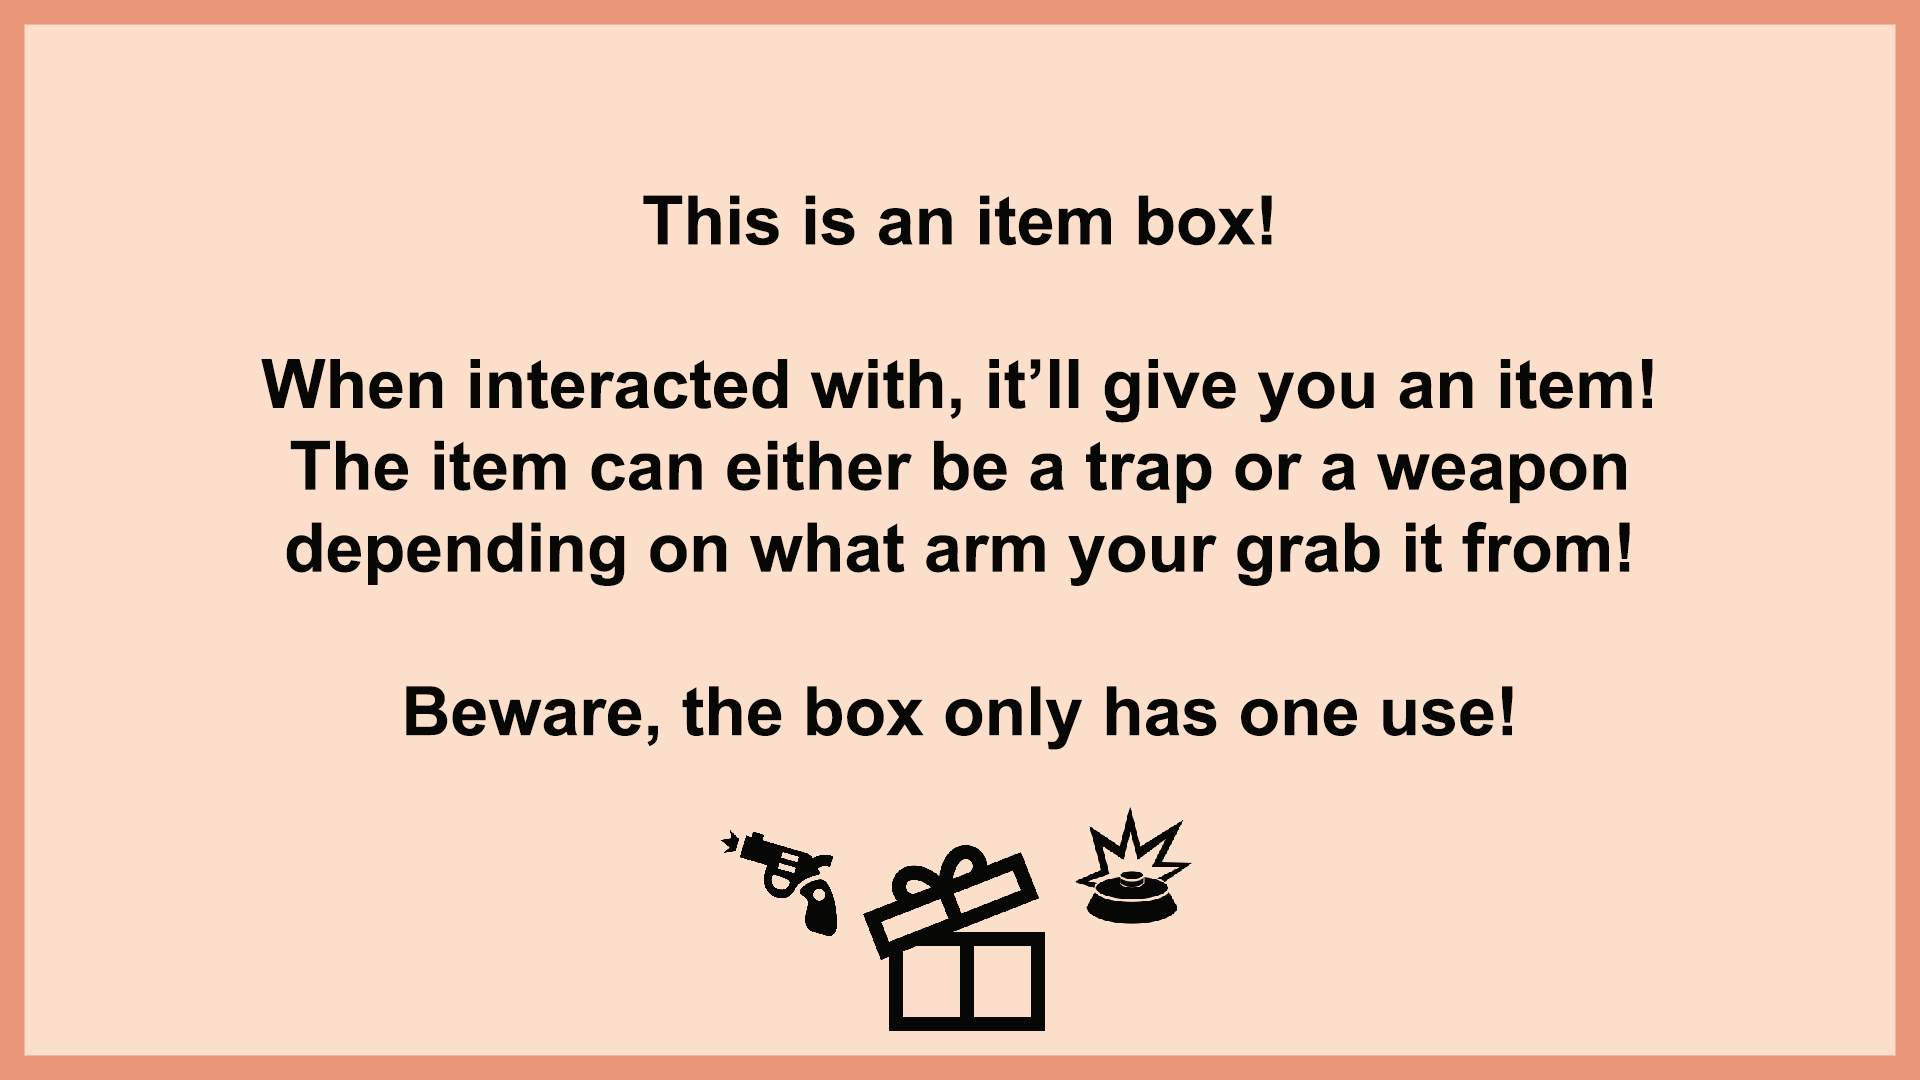 This is an item box!
When interacted with, it’ll give you an item!
The item can either be a trap or a weapon
depending on what arm your grab it from!
Beware, the box only has one use!